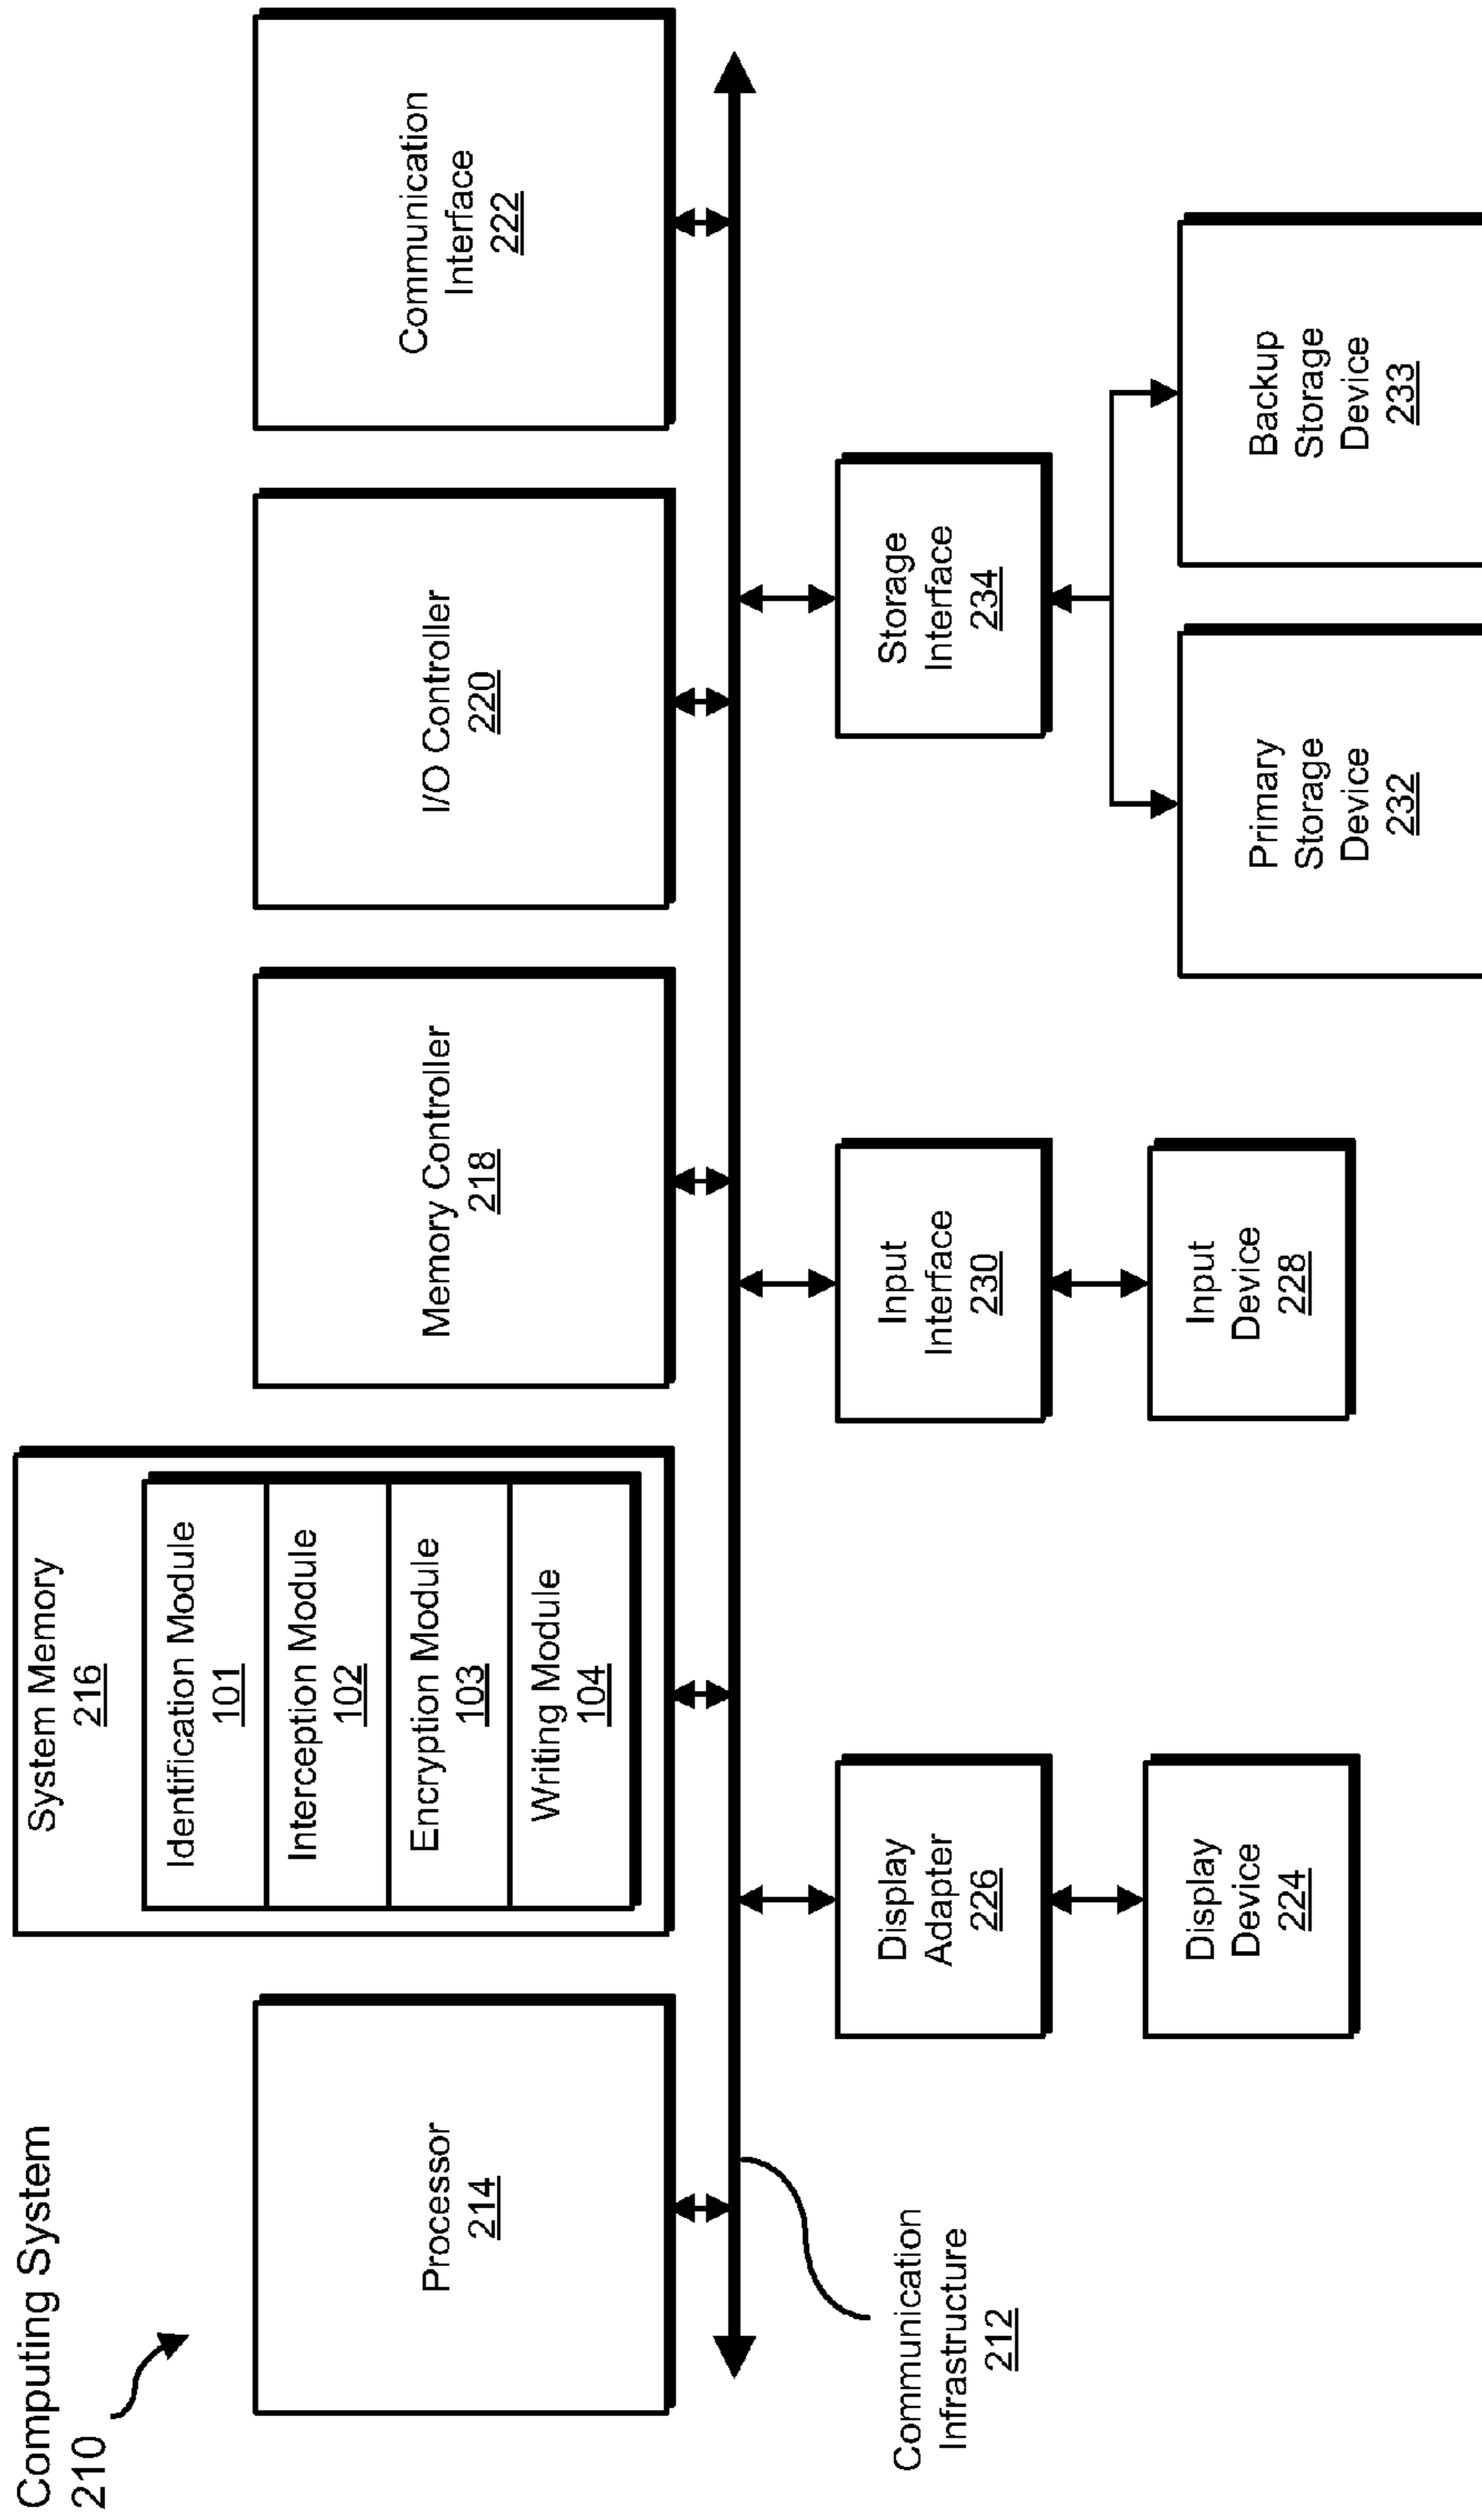 Computing System
210
System Memory
216
Identification Module
101
Interception Module
102
Encryption Module
103
Writing Module
104
Processor
214
Memory Controller
218
I/O Controller
220
Communication
Interface
222
Communication
Infrastructure
212
Display
Adapter
226
Input
Interface
230
Storage
Interface
234
Display
Device
224
Input
Device
228
Primary
Storage
Device
232
Backup
Storage
Device
233